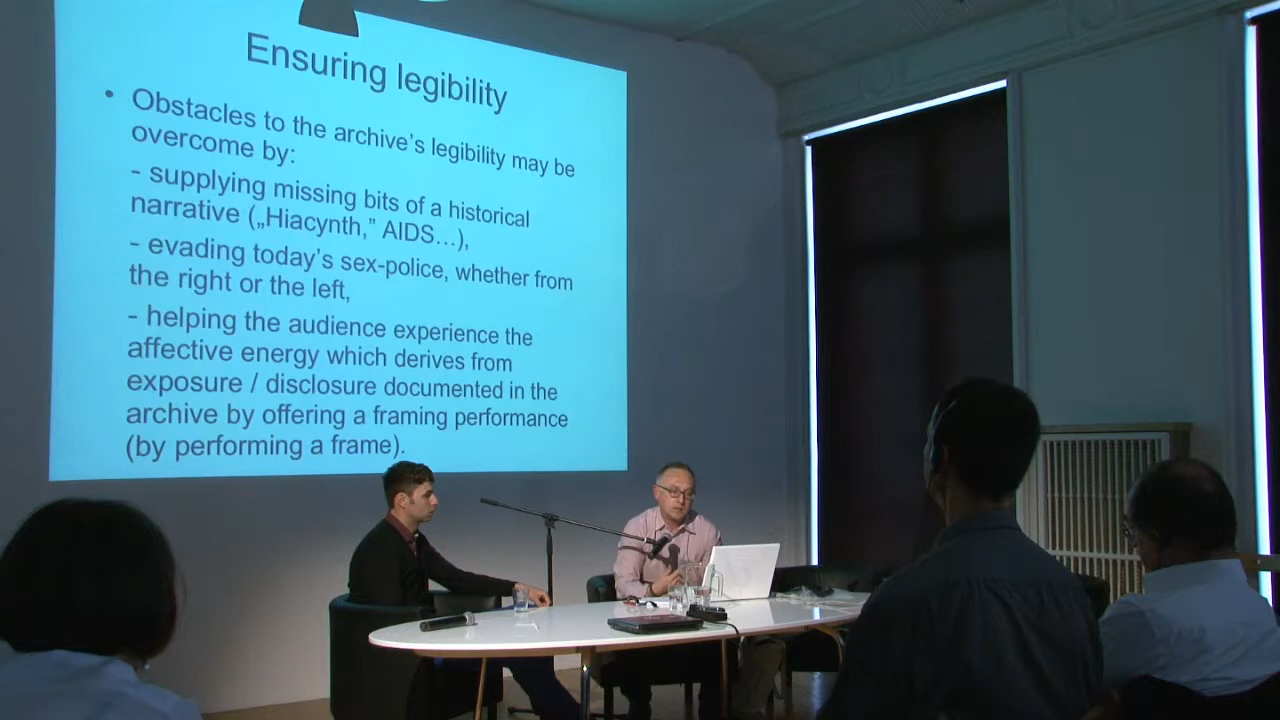 Ensuring legibility
• Obstacles to the archive's legibility may be
overcome by:
- supplying missing bits of a historical
narrative („Hiacynth,” AIDS…),
- evading today's sex-police, whether from
the right or the left,
- helping the audience experience the
affective energy which derives from
exposure / disclosure documented in the
archive by offering a framing performance
(by performing a frame).